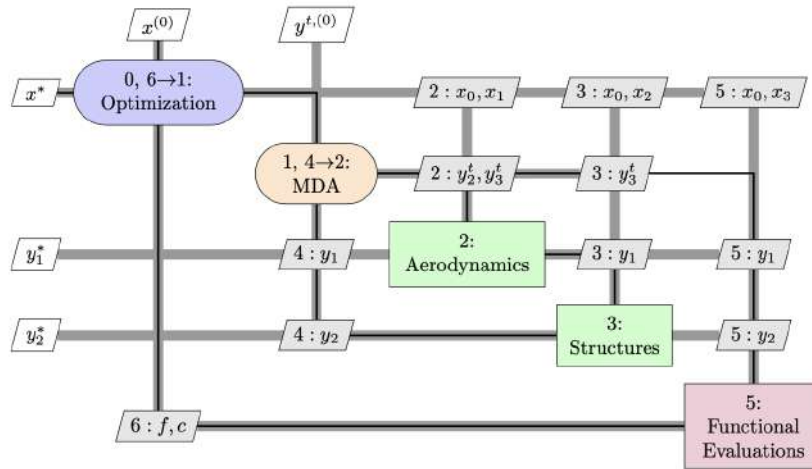 x^{(0)}
y^{t,(0)}
x^*
0, 6→1:
Optimization
2 : x_0, x_1
3 : x_0, x_2
5 : x_0, x_3
1, 4→2:
MDA
2 : y_2^t, y_3^t
3 : y_3^t
y_1^*
4 : y_1
2:
Aerodynamics
3 : y_1
5 : y_1
y_2^*
4 : y_2
3:
Structures
5 : y_2
6 : f, c
5:
Functional
Evaluations